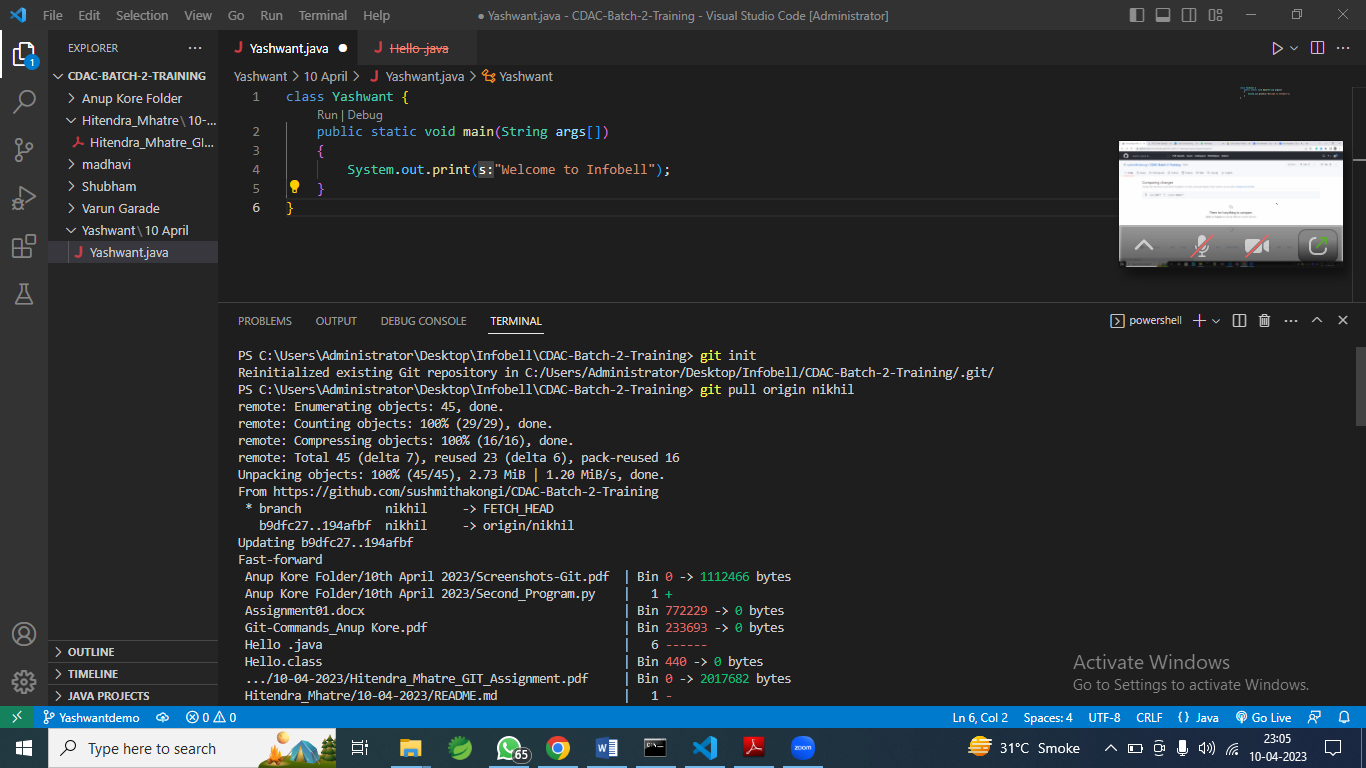 File Edit Selection View Go Run Terminal Help ● Yashwant.java - CDAC-Batch-2-Training - Visual Studio Code [Administrator]
1
EXPLORER ···
CDAC-BATCH-2-TRAINING
Anup Kore Folder
Hitendra_Mhatre \ 10-...
Hitendra_Mhatre_GI...
madhavi
Shubham
Varun Garade
Yashwant \ 10 April
Yashwant.java
OUTLINE
TIMELINE
JAVA PROJECTS
J Yashwant.java ● J Hello .java
Yashwant > 10 April > J Yashwant.java > Yashwant
1 class Yashwant {
Run | Debug
2 public static void main(String args[])
3 {
4 System.out.print(s:"Welcome to Infobell");
5 }
6 }
PROBLEMS OUTPUT DEBUG CONSOLE TERMINAL powershell
PS C:\Users\Administrator\Desktop\Infobell\CDAC-Batch-2-Training> git init
Reinitialized existing Git repository in C:/Users/Administrator/Desktop/Infobell/CDAC-Batch-2-Training/.git/
PS C:\Users\Administrator\Desktop\Infobell\CDAC-Batch-2-Training> git pull origin nikhil
remote: Enumerating objects: 45, done.
remote: Counting objects: 100% (29/29), done.
remote: Compressing objects: 100% (16/16), done.
remote: Total 45 (delta 7), reused 23 (delta 6), pack-reused 16
Unpacking objects: 100% (45/45), 2.73 MiB | 1.20 MiB/s, done.
From https://github.com/sushmithakongi/CDAC-Batch-2-Training
* branch nikhil -> FETCH_HEAD
b9dfc27..194afbf nikhil -> origin/nikhil
Updating b9dfc27..194afbf
Fast-forward
Anup Kore Folder/10th April 2023/Screenshots-Git.pdf | Bin 0 -> 1112466 bytes
Anup Kore Folder/10th April 2023/Second_Program.py | 1 +
Assignment01.docx | Bin 772229 -> 0 bytes
Git-Commands_Anup Kore.pdf | Bin 233693 -> 0 bytes
Hello .java | 6 ------
Hello.class | Bin 440 -> 0 bytes
.../10-04-2023/Hitendra_Mhatre_GIT_Assignment.pdf | Bin 0 -> 2017682 bytes
Hitendra_Mhatre/10-04-2023/README.md | 1 -
Activate Windows
Go to Settings to activate Windows.
Yashwantdemo 0 0 Ln 6, Col 2 Spaces: 4 UTF-8 CRLF {} Java Go Live
Type here to search 65 zoom 31°C Smoke 23:05
10-04-2023